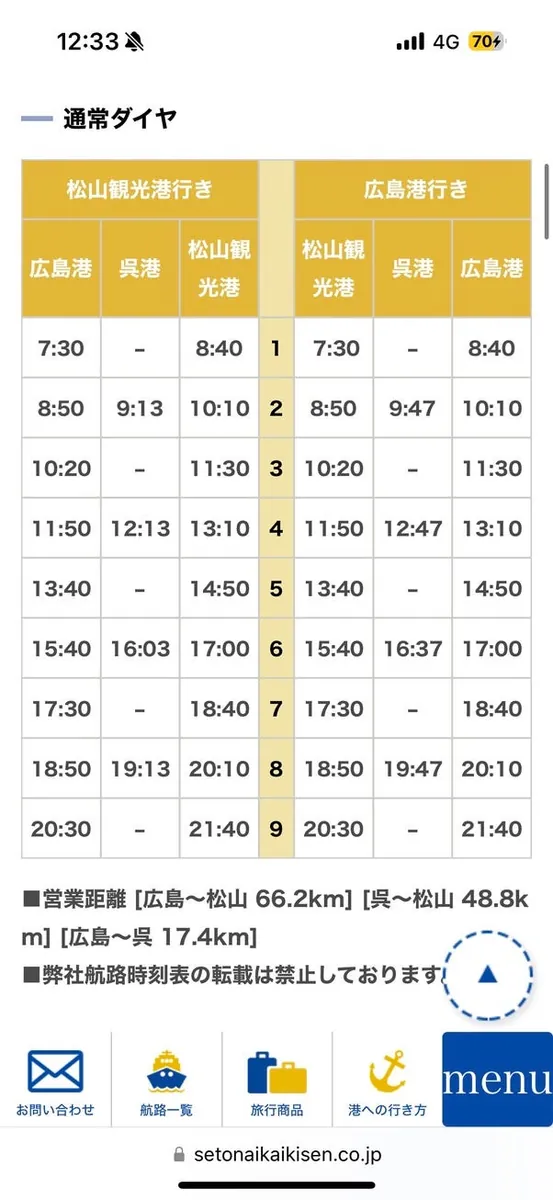 12:33 4G 70
通常ダイヤ
松山観光港行き 広島港行き
広島港 呉港 松山観光港 松山観光港 呉港 広島港
7:30 – 8:40 1 7:30 – 8:40
8:50 9:13 10:10 2 8:50 9:47 10:10
10:20 – 11:30 3 10:20 – 11:30
11:50 12:13 13:10 4 11:50 12:47 13:10
13:40 – 14:50 5 13:40 – 14:50
15:40 16:03 17:00 6 15:40 16:37 17:00
17:30 – 18:40 7 17:30 – 18:40
18:50 19:13 20:10 8 18:50 19:47 20:10
20:30 – 21:40 9 20:30 – 21:40
■営業距離 [広島〜松山 66.2km] [呉〜松山 48.8k
m] [広島〜呉 17.4km]
■弊社航路時刻表の転載は禁止しております
お問い合わせ 航路一覧 旅行商品 港への行き方 menu
setonaikaikisen.co.jp